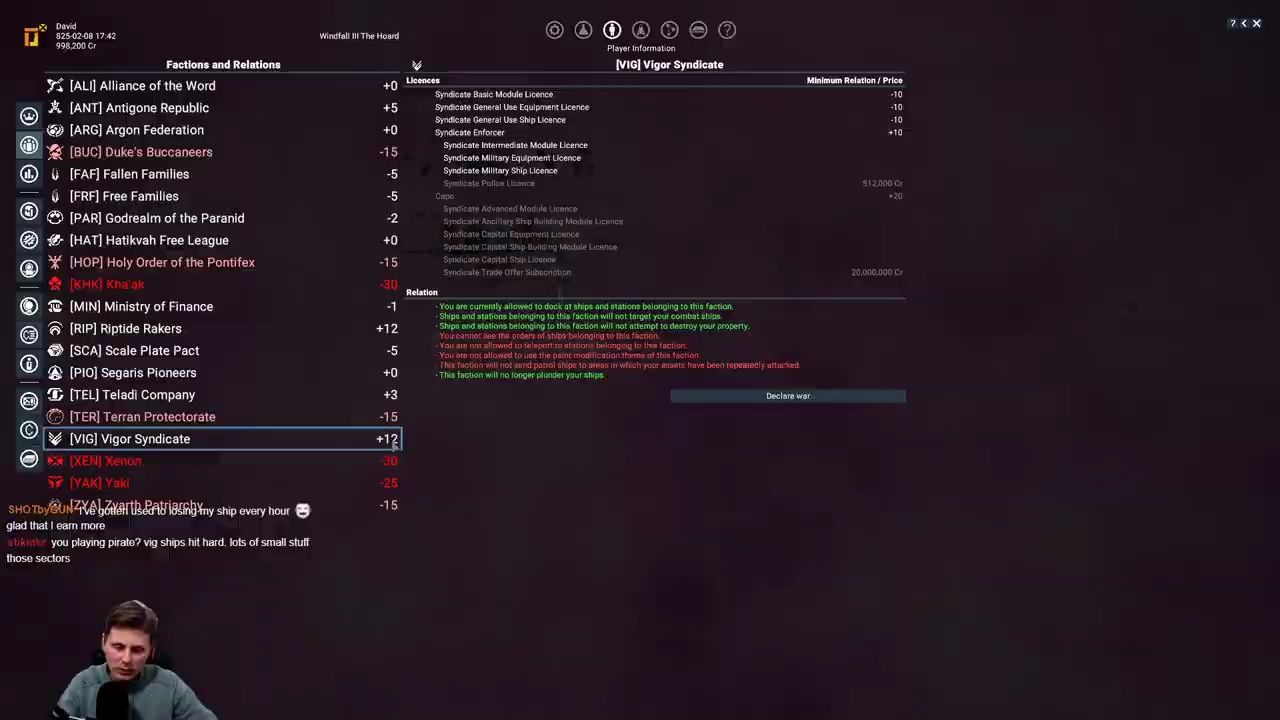 David
825-02-08 17:42
998,200 Cr
Windfall III The Hoard
Player Information
? < ×
Factions and Relations
[ALI] Alliance of the Word +0
[ANT] Antigone Republic +5
[ARG] Argon Federation +0
[BUC] Duke's Buccaneers -15
[FAF] Fallen Families -5
[FRF] Free Families -5
[PAR] Godrealm of the Paranid -2
[HAT] Hatikvah Free League +0
[HOP] Holy Order of the Pontifex -15
[KHK] Kha'ak -30
[MIN] Ministry of Finance -1
[RIP] Riptide Rakers +12
[SCA] Scale Plate Pact -5
[PIO] Segaris Pioneers +0
[TEL] Teladi Company +3
[TER] Terran Protectorate -15
[VIG] Vigor Syndicate +12
[XEN] Xenon -30
[YAK] Yaki -25
[ZYA] Zyarth Patriarchy -15
[VIG] Vigor Syndicate
Licences Minimum Relation / Price
Syndicate Basic Module Licence -10
Syndicate General Use Equipment Licence -10
Syndicate General Use Ship Licence -10
Syndicate Enforcer +10
Syndicate Intermediate Module Licence
Syndicate Military Equipment Licence
Syndicate Military Ship Licence
Syndicate Police Licence 512,000 Cr
Capo +20
Syndicate Advanced Module Licence
Syndicate Ancillary Ship Building Module Licence
Syndicate Capital Equipment Licence
Syndicate Capital Ship Building Module Licence
Syndicate Capital Ship Licence
Syndicate Trade Offer Subscription 20,000,000 Cr
Relation
· You are currently allowed to dock at ships and stations belonging to this faction.
· Ships and stations belonging to this faction will not target your combat ships.
· Ships and stations belonging to this faction will not attempt to destroy your property.
· You cannot see the orders of ships belonging to this faction.
· You are not allowed to teleport to stations belonging to this faction.
· You are not allowed to use the paint modification theme of this faction.
· This faction will not send patrol ships to areas in which your assets have been repeatedly attacked.
· This faction will no longer plunder your ships.
Declare war
SHOTbyGUN I've gotten used to losing my ship every hour
glad that I earn more
you playing pirate? vig ships hit hard. lots of small stuff
those sectors